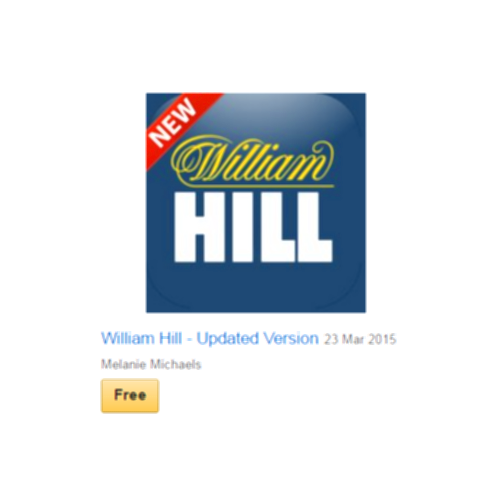 NEW
William
HILL
William Hill - Updated Version 23 Mar 2015
Melanie Michaels
Free